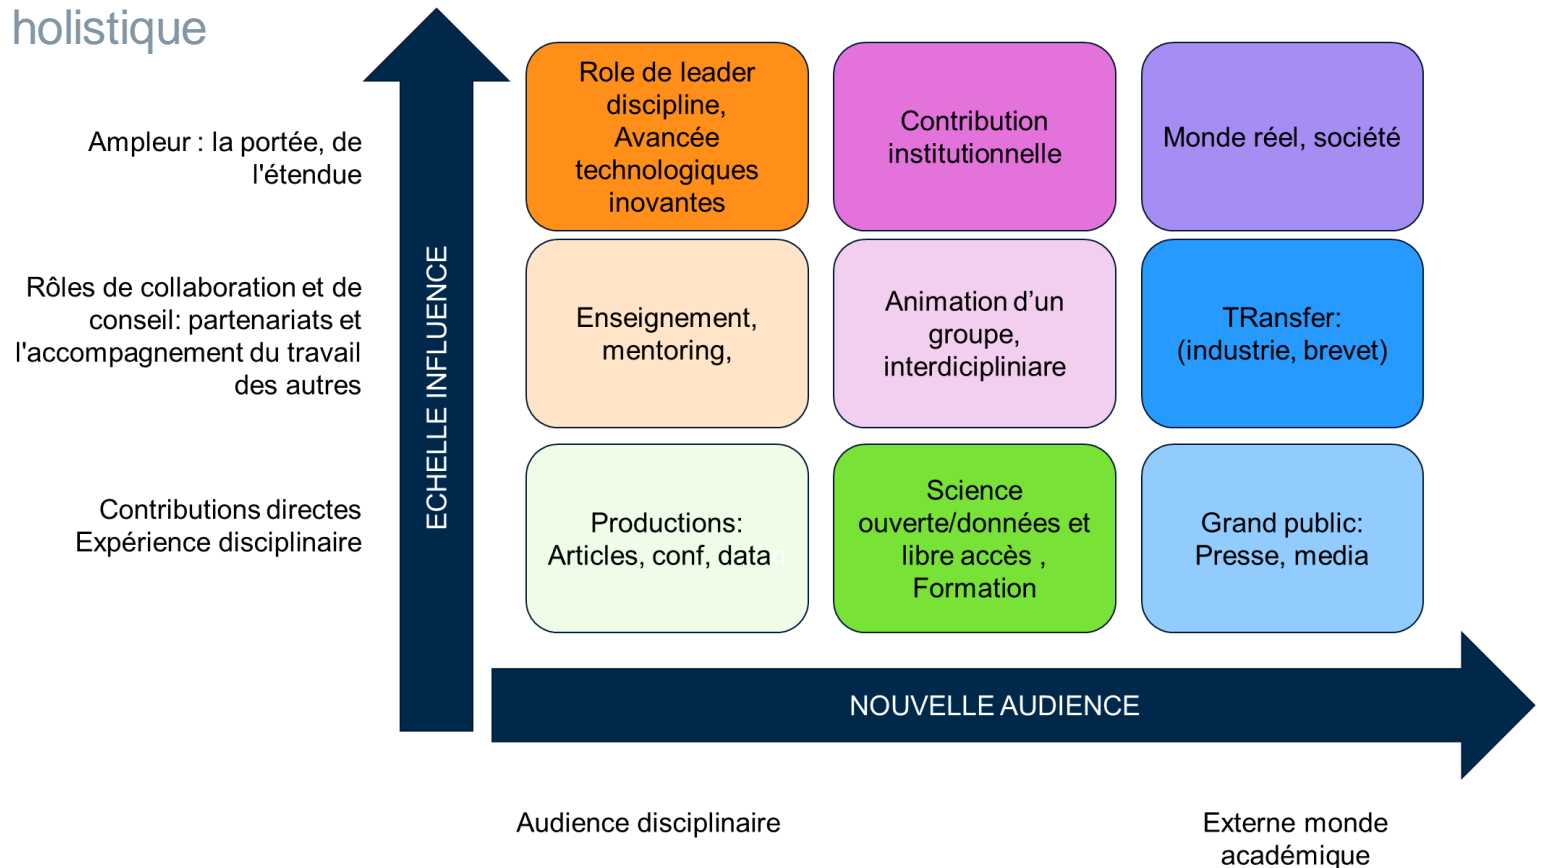 holistique
Ampleur : la portée, de
l'étendue
Rôles de collaboration et de
conseil: partenariats et
l'accompagnement du travail
des autres
Contributions directes
Expérience disciplinaire
ECHELLE INFLUENCE
Role de leader
discipline,
Avancée
technologiques
inovantes
Contribution
institutionnelle
Monde réel, société
Enseignement,
mentoring,
Animation d’un
groupe,
interdicipliniare
TRansfer:
(industrie, brevet)
Productions:
Articles, conf, datan
Science
ouverte/données et
libre accès ,
Formation
Grand public:
Presse, media
NOUVELLE AUDIENCE
Audience disciplinaire
Externe monde
académique